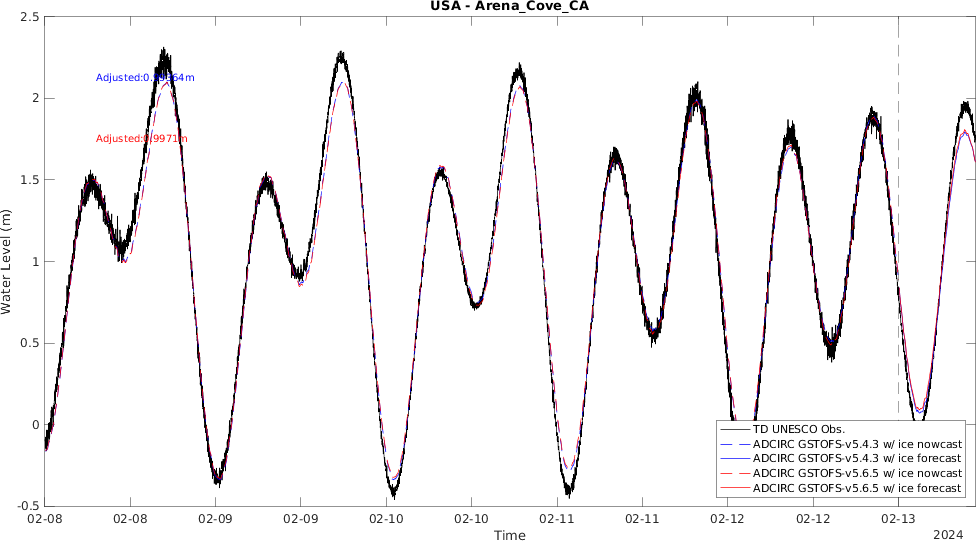 USA - Arena_Cove_CA
2.5
2
1.5
1
0.5
0
-0.5
Water Level (m)
Adjusted:0.9971m
TD UNESCO Obs.
ADCIRC GSTOFS-v5.4.3 w/ ice nowcast
ADCIRC GSTOFS-v5.4.3 w/ ice forecast
ADCIRC GSTOFS-v5.6.5 w/ ice nowcast
ADCIRC GSTOFS-v5.6.5 w/ ice forecast
02-08 02-08 02-09 02-09 02-10 02-10 02-11 02-11 02-12 02-12 02-13
Time
2024